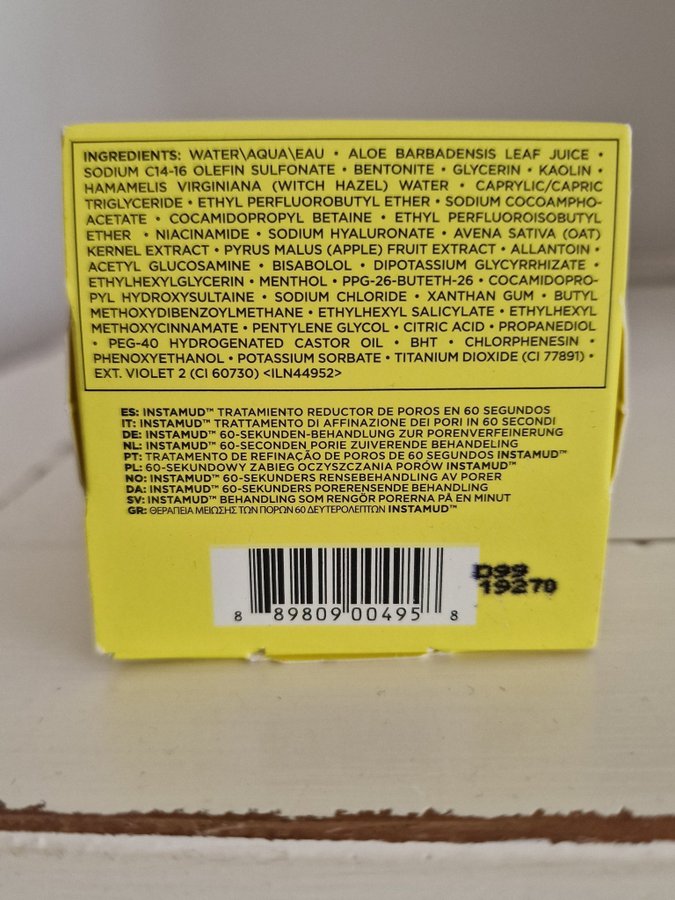 INGREDIENTS: WATER\AQUA\EAU • ALOE BARBADENSIS LEAF JUICE •
SODIUM C14-16 OLEFIN SULFONATE • BENTONITE • GLYCERIN • KAOLIN •
HAMAMELIS VIRGINIANA (WITCH HAZEL) WATER • CAPRYLIC/CAPRIC
TRIGLYCERIDE • ETHYL PERFLUOROBUTYL ETHER • SODIUM COCOAMPHO-
ACETATE • COCAMIDOPROPYL BETAINE • ETHYL PERFLUOROISOBUTYL
ETHER • NIACINAMIDE • SODIUM HYALURONATE • AVENA SATIVA (OAT)
KERNEL EXTRACT • PYRUS MALUS (APPLE) FRUIT EXTRACT • ALLANTOIN •
ACETYL GLUCOSAMINE • BISABOLOL • DIPOTASSIUM GLYCYRRHIZATE •
ETHYLHEXYLGLYCERIN • MENTHOL • PPG-26-BUTETH-26 • COCAMIDOPRO-
PYL HYDROXYSULTAINE • SODIUM CHLORIDE • XANTHAN GUM • BUTYL
METHOXYDIBENZOYLMETHANE • ETHYLHEXYL SALICYLATE • ETHYLHEXYL
METHOXYCINNAMATE • PENTYLENE GLYCOL • CITRIC ACID • PROPANEDIOL
• PEG-40 HYDROGENATED CASTOR OIL • BHT • CHLORPHENESIN •
PHENOXYETHANOL • POTASSIUM SORBATE • TITANIUM DIOXIDE (CI 77891) •
EXT. VIOLET 2 (CI 60730) <ILN44952>
ES: INSTAMUD™ TRATAMIENTO REDUCTOR DE POROS EN 60 SEGUNDOS
IT: INSTAMUD™ TRATTAMENTO DI AFFINAZIONE DEI PORI IN 60 SECONDI
DE: INSTAMUD™ 60-SEKUNDEN-BEHANDLUNG ZUR PORENVERFEINERUNG
NL: INSTAMUD™ 60-SECONDEN PORIE ZUIVERENDE BEHANDELING
PT: TRATAMENTO DE REFINAÇÃO DE POROS DE 60 SEGUNDOS INSTAMUD™
PL: 60-SEKUNDOWY ZABIEG OCZYSZCZANIA PORÓW INSTAMUD™
NO: INSTAMUD™ 60-SEKUNDERS RENSEBEHANDLING AV PORER
DA: INSTAMUD™ 60-SEKUNDERS PORERENSENDE BEHANDLING
SV: INSTAMUD™ BEHANDLING SOM RENGÖR PORERNA PÅ EN MINUT
GR: ΘΕΡΑΠΕΙΑ ΜΕΙΩΣΗΣ ΤΩΝ ΠΟΡΩΝ 60 ΔΕΥΤΕΡΟΛΕΠΤΩΝ INSTAMUD™
D99
19270
8 89809 00495 8